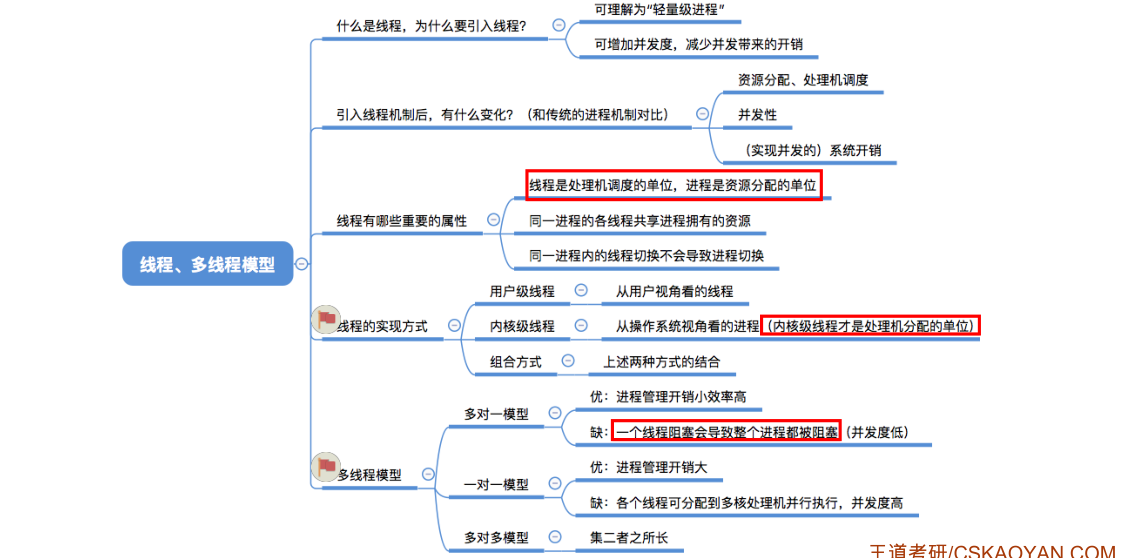 什么是线程，为什么要引入线程？
可理解为“轻量级进程”
可增加并发度，减少并发带来的开销
引入线程机制后，有什么变化？（和传统的进程机制对比）
资源分配、处理机调度
并发性
（实现并发的）系统开销
线程有哪些重要的属性
线程是处理机调度的单位，进程是资源分配的单位
同一进程的各线程共享进程拥有的资源
同一进程内的线程切换不会导致进程切换
线程、多线程模型
线程的实现方式
用户级线程
从用户视角看的线程
内核级线程
从操作系统视角看的进程（内核级线程才是处理机分配的单位）
组合方式
上述两种方式的结合
多线程模型
多对一模型
优：进程管理开销小效率高
缺：一个线程阻塞会导致整个进程都被阻塞（并发度低）
一对一模型
优：进程管理开销大
缺：各个线程可分配到多核处理机并行执行，并发度高
多对多模型
集二者之所长
王道考研/CSKAOYAN.COM